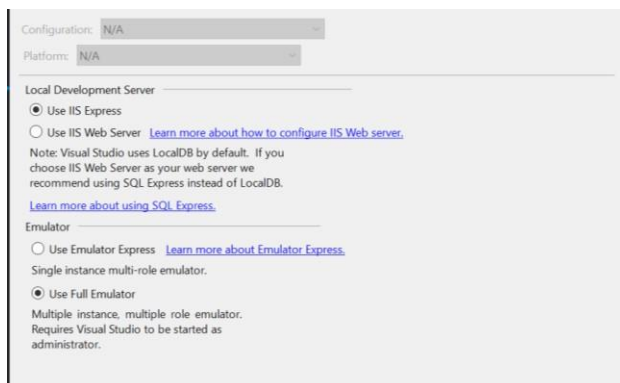 Configuration: N/A
Platform: N/A
Local Development Server
Use IIS Express
Use IIS Web Server Learn more about how to configure IIS Web server.
Note: Visual Studio uses LocalDB by default. If you
choose IIS Web Server as your web server we
recommend using SQL Express instead of LocalDB.
Learn more about using SQL Express.
Emulator
Use Emulator Express Learn more about Emulator Express.
Single instance multi-role emulator.
Use Full Emulator
Multiple instance, multiple role emulator.
Requires Visual Studio to be started as
administrator.